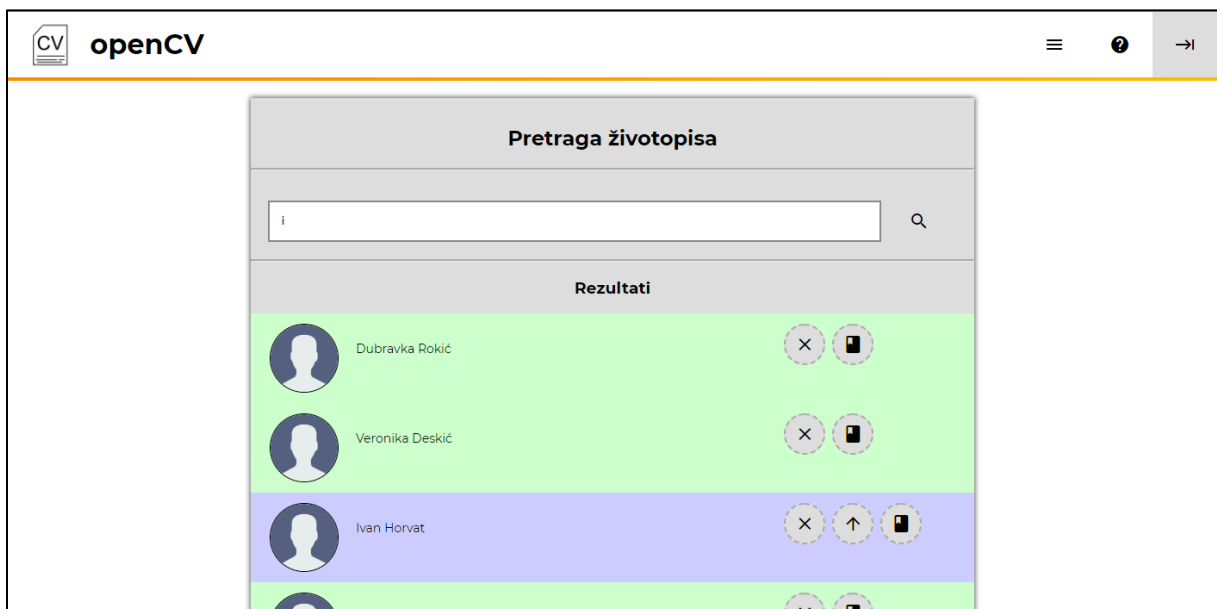 CV
openCV
Pretraga životopisa
i
Rezultati
Dubravka Rokić
Veronika Deskić
Ivan Horvat